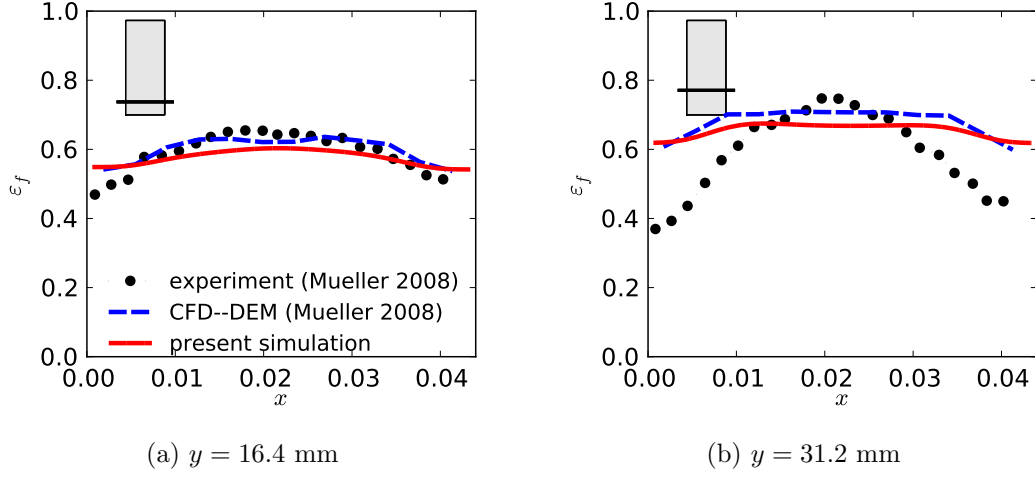 1.0
0.8
0.6
0.4
0.2
0.0
ε_f
experiment (Mueller 2008)
CFD--DEM (Mueller 2008)
present simulation
0.00 0.01 0.02 0.03 0.04
x
(a) y = 16.4 mm
1.0
0.8
0.6
0.4
0.2
0.0
ε_f
0.00 0.01 0.02 0.03 0.04
x
(b) y = 31.2 mm